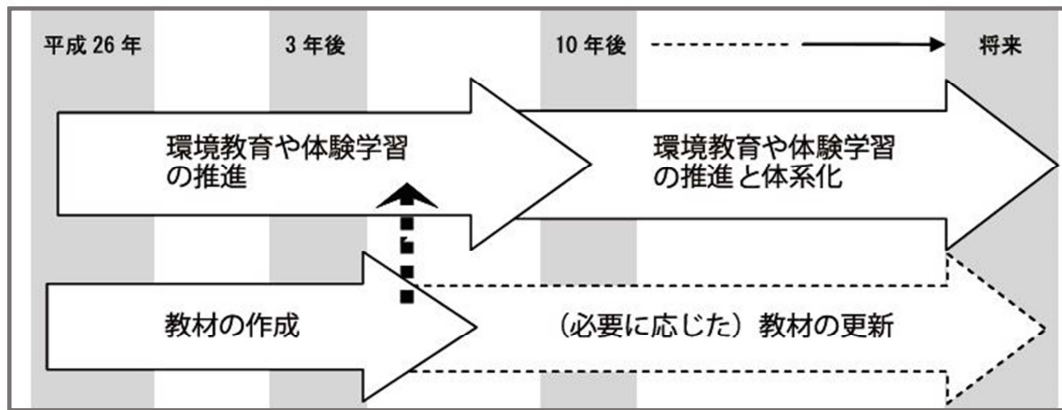 平成 26 年
3 年後
10 年後
将来
環境教育や体験学習
の推進
環境教育や体験学習
の推進と体系化
教材の作成
（必要に応じた）教材の更新